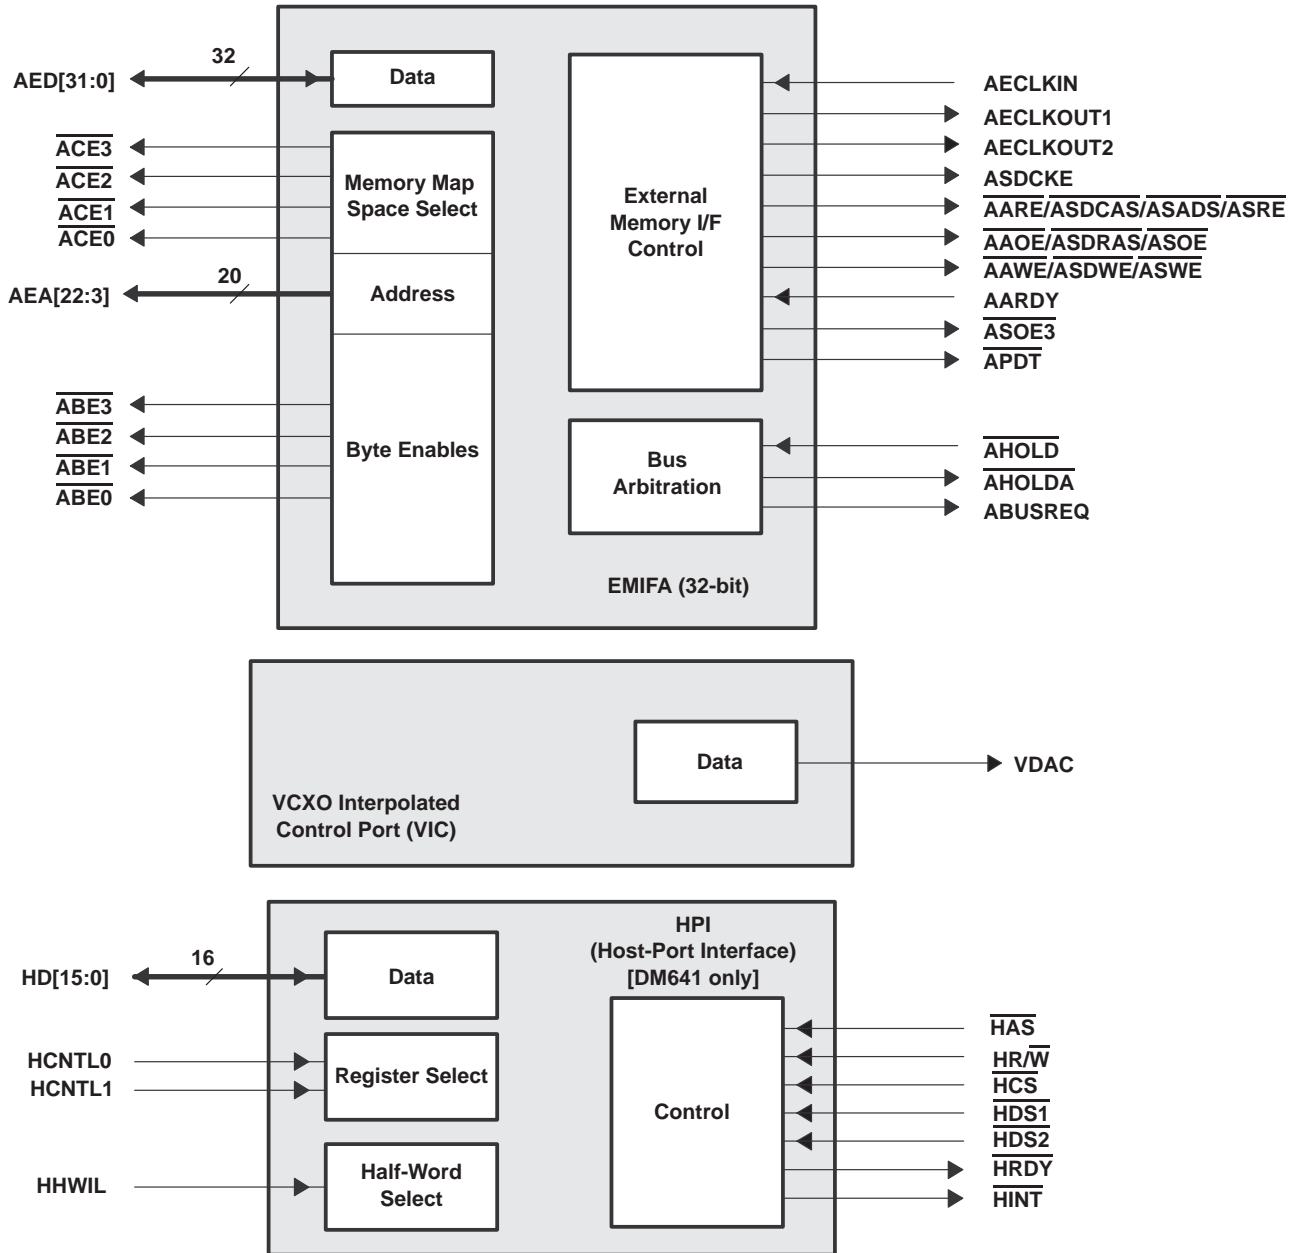 32
AED[31:0]
Data
ACE3
ACE2
ACE1
ACE0
Memory Map
Space Select
20
AEA[22:3]
Address
ABE3
ABE2
ABE1
ABE0
Byte Enables
External
Memory I/F
Control
AECLKIN
AECLKOUT1
AECLKOUT2
ASDCKE
AARE/ASDCAS/ASADS/ASRE
AAOE/ASDRAS/ASOE
AAWE/ASDWE/ASWE
AARDY
ASOE3
APDT
Bus
Arbitration
AHOLD
AHOLDA
ABUSREQ
EMIFA (32-bit)
Data
VDAC
VCXO Interpolated
Control Port (VIC)
HPI
(Host-Port Interface)
[DM641 only]
16
HD[15:0]
Data
HCNTL0
HCNTL1
Register Select
HHWIL
Half-Word
Select
Control
HAS
HR/W
HCS
HDS1
HDS2
HRDY
HINT